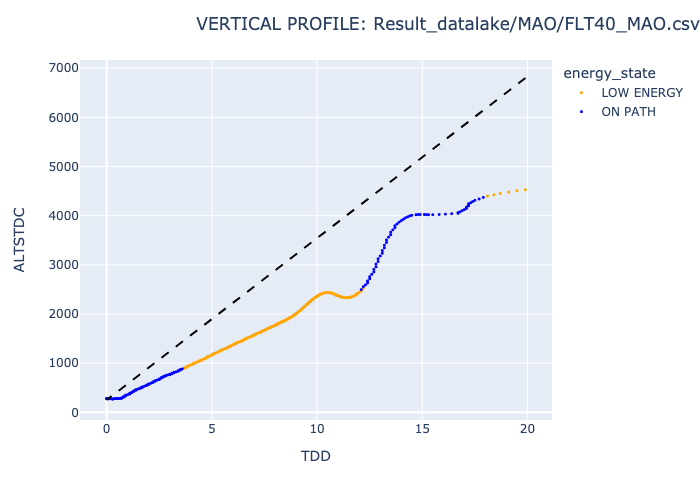 VERTICAL PROFILE: Result_datalake/MAO/FLT40_MAO.csv
energy_state
LOW ENERGY
ON PATH
ALTSTDC
7000
6000
5000
4000
3000
2000
1000
0
0 5 10 15 20
TDD